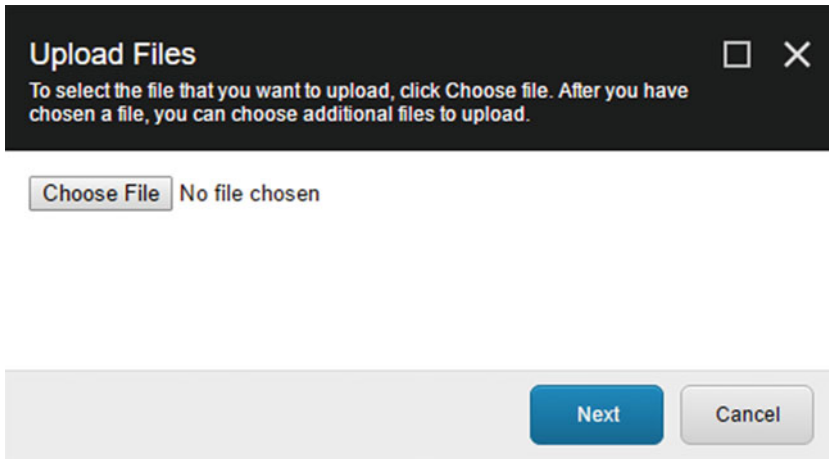 Upload Files
To select the file that you want to upload, click Choose file. After you have
chosen a file, you can choose additional files to upload.
Choose File No file chosen
Next Cancel